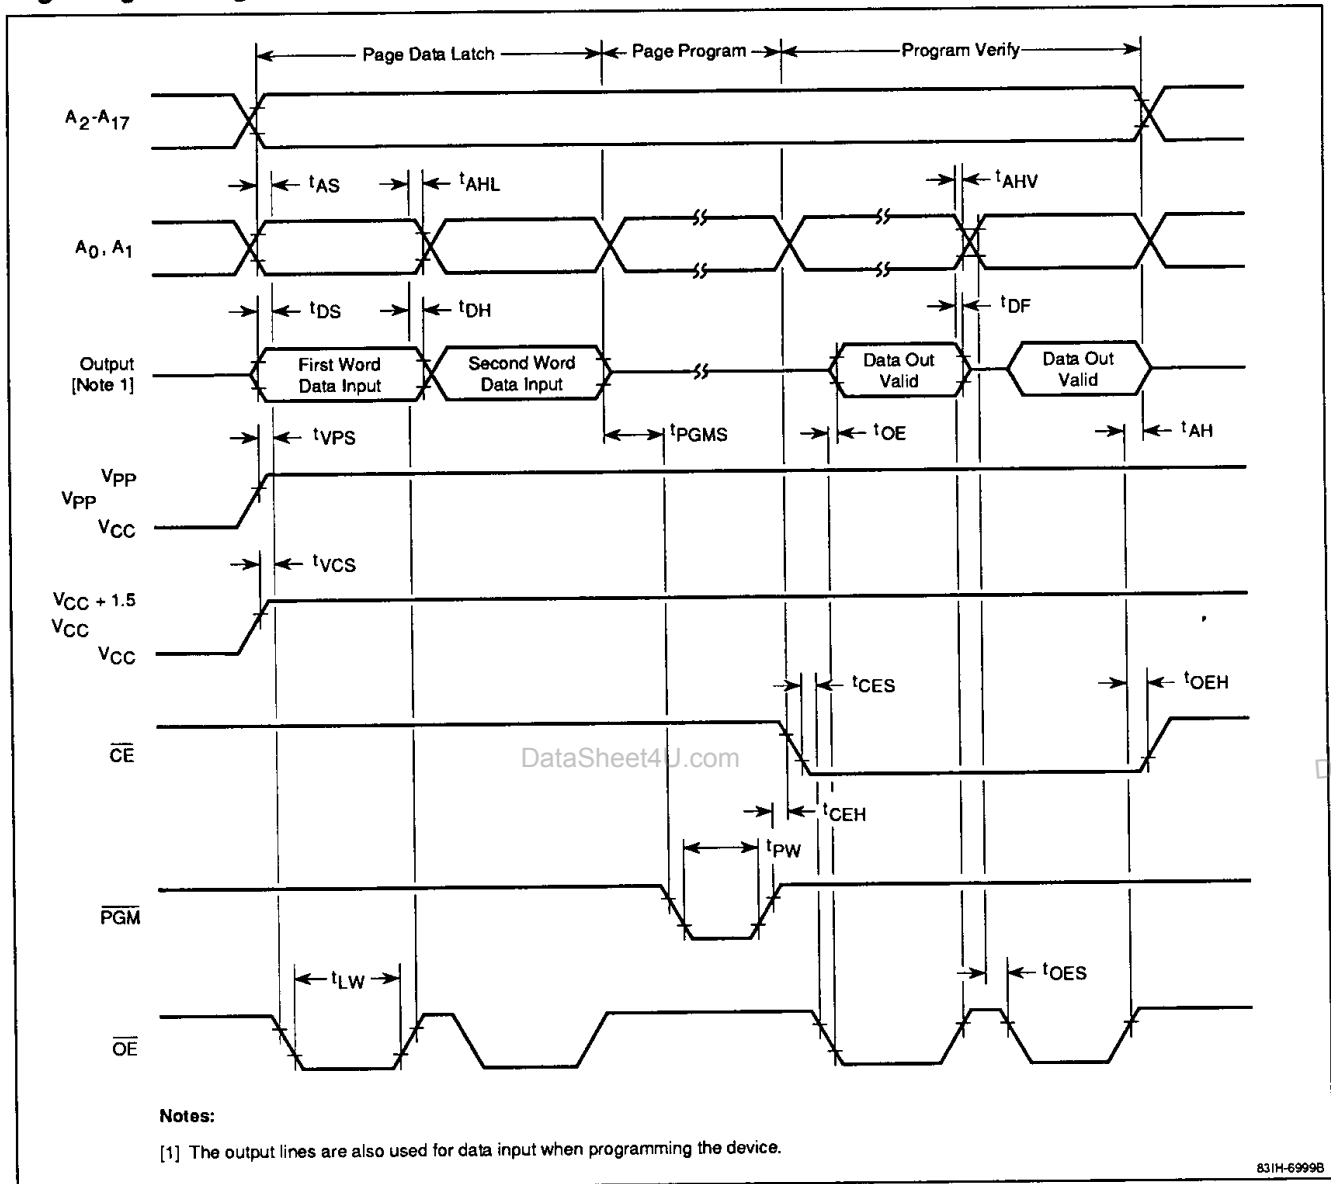 Page Data Latch Page Program Program Verify
A2-A17
tAS tAHL tAHV
A0, A1
tDS tDH tDF
Output
[Note 1]
First Word
Data Input
Second Word
Data Input
Data Out
Valid
Data Out
Valid
tVPS tPGMS tOE tAH
VPP
VPP
VCC
tVCS
VCC + 1.5
VCC
VCC
tCES tOEH
CE
DataSheet4U.com
D
tCEH
tPW
PGM
tLW tOES
OE
Notes:
[1] The output lines are also used for data input when programming the device.
83IH-6999B